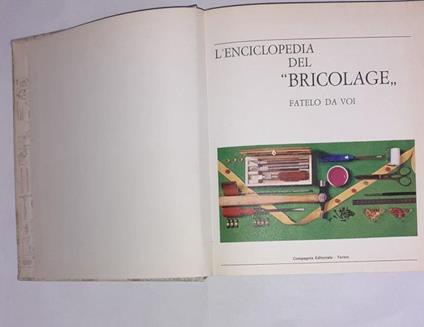 L'ENCICLOPEDIA
DEL
"BRICOLAGE„
FATELO DA VOI
Compagnia Editoriale - Torino